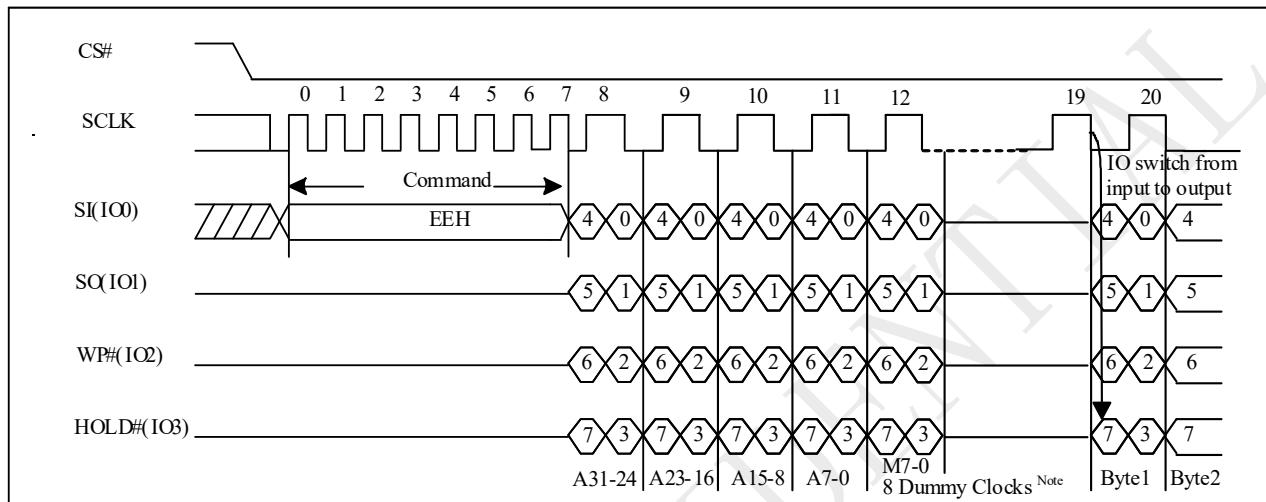 CS#
0 1 2 3 4 5 6 7 8 9 10 11 12 19 20
SCLK
IO switch from
input to output
Command
SI(IO0) EEH 4 0 4 0 4 0 4 0 4 0 4 0 4
SO(IO1) 5 1 5 1 5 1 5 1 5 1 5 1 5
WP#(IO2) 6 2 6 2 6 2 6 2 6 2 6 2 6
HOLD#(IO3) 7 3 7 3 7 3 7 3 7 3 7 3 7
A31-24 A23-16 A15-8 A7-0 M7-0 Byte1 Byte2
8 Dummy Clocks Note